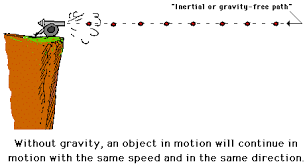 "Inertial or gravity-free path"
Without gravity, an object in motion will continue in
motion with the same speed and in the same direction.